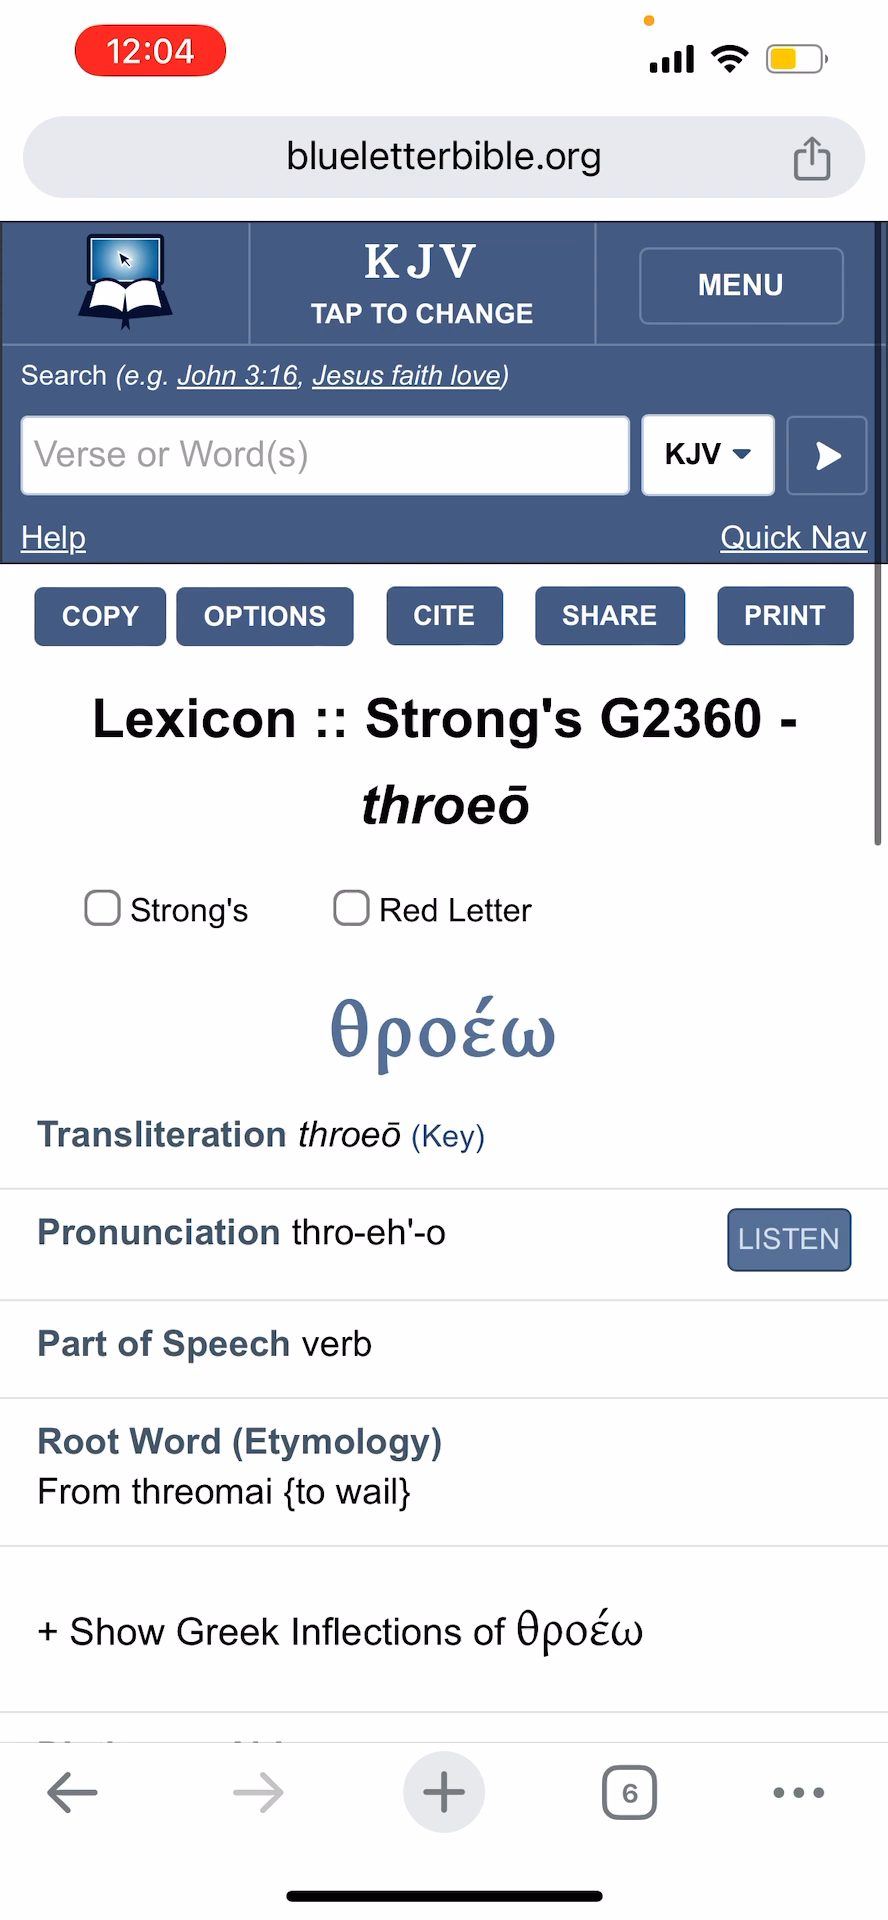 12:04
blueletterbible.org
KJV
TAP TO CHANGE
MENU
Search (e.g. John 3:16, Jesus faith love)
Verse or Word(s)
KJV
Help
Quick Nav
COPY
OPTIONS
CITE
SHARE
PRINT
Lexicon :: Strong's G2360 -
throeō
Strong's
Red Letter
θροέω
Transliteration throeō (Key)
Pronunciation thro-eh'-o
LISTEN
Part of Speech verb
Root Word (Etymology)
From threomai {to wail}
+ Show Greek Inflections of θροέω
6